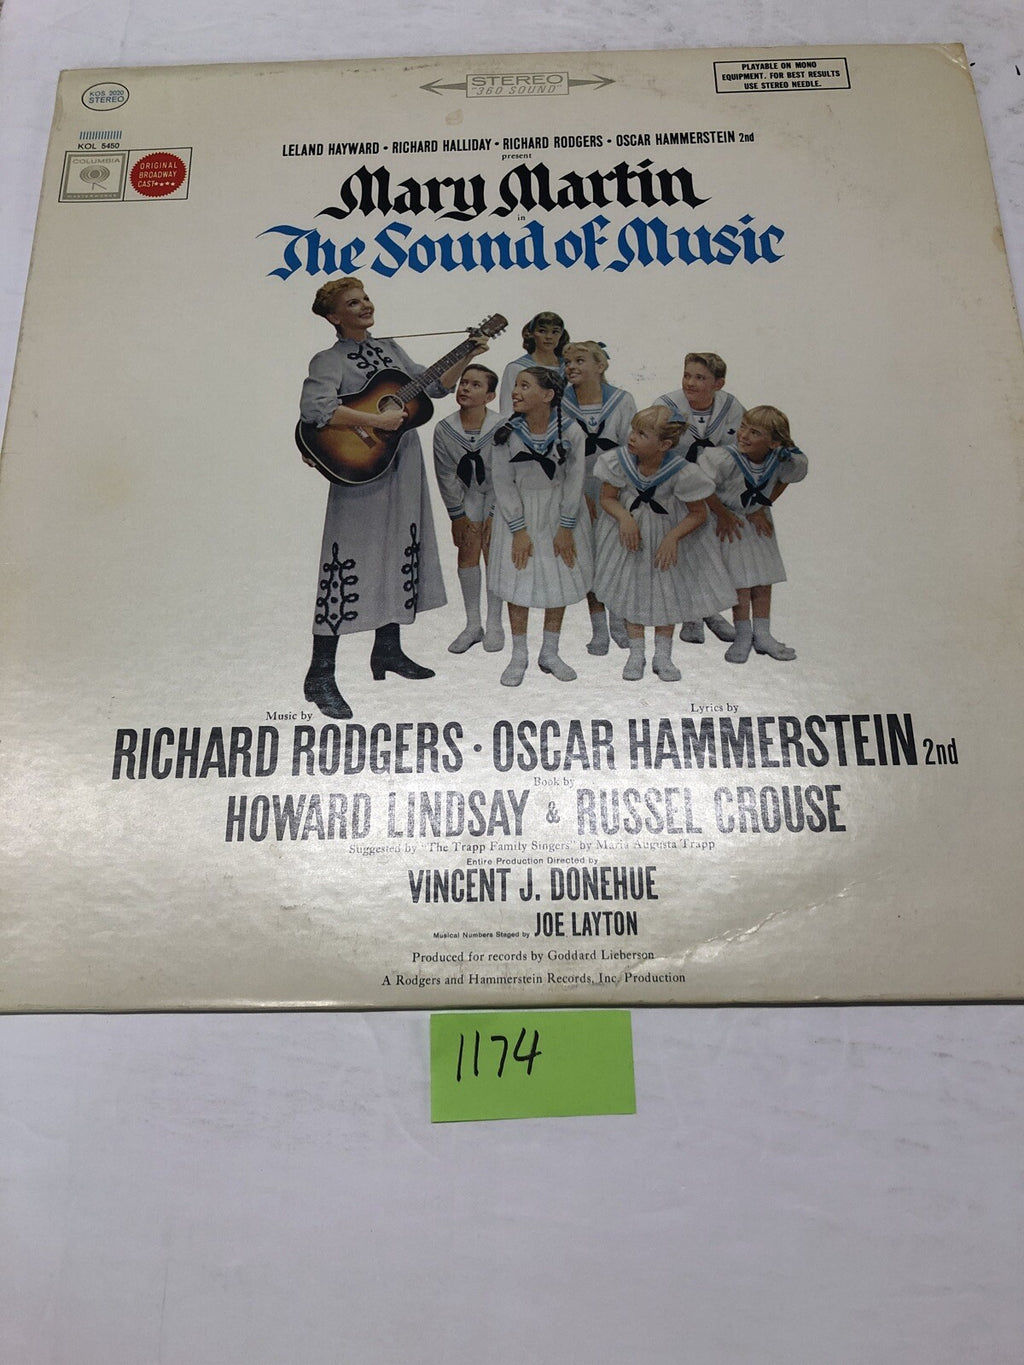 KOS 2020
STEREO
STEREO
"360 SOUND"
PLAYABLE ON MONO
EQUIPMENT. FOR BEST RESULTS
USE STEREO NEEDLE.
KOL 5450
COLUMBIA
MASTERWORKS
ORIGINAL
BROADWAY
CAST★★★★
LELAND HAYWARD • RICHARD HALLIDAY • RICHARD RODGERS • OSCAR HAMMERSTEIN 2nd
present
Mary Martin
in
The Sound of Music
Music by
Lyrics by
RICHARD RODGERS • OSCAR HAMMERSTEIN 2nd
Book by
HOWARD LINDSAY & RUSSEL CROUSE
Suggested by "The Trapp Family Singers" by Maria Augusta Trapp
Entire Production Directed by
VINCENT J. DONEHUE
Musical Numbers Staged by JOE LAYTON
Produced for records by Goddard Lieberson
A Rodgers and Hammerstein Records, Inc. Production
1174